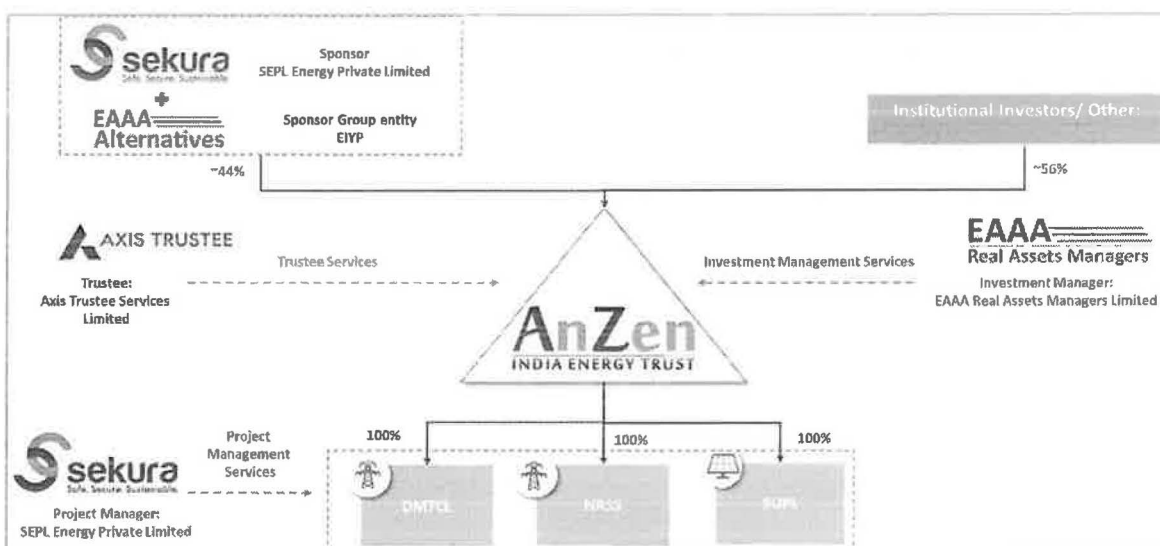 sekura
Safe. Secure. Sustainable.
+
EAAA
Alternatives
Sponsor
SEPL Energy Private Limited
Sponsor Group entity
EIYP
Institutional Investors/ Other:
~44%
~56%
AXIS TRUSTEE
Trustee:
Axis Trustee Services
Limited
Trustee Services
Investment Management Services
EAAA
Real Assets Managers
Investment Manager:
EAAA Real Assets Managers Limited
AnZen
INDIA ENERGY TRUST
sekura
Safe. Secure. Sustainable.
Project Manager:
SEPL Energy Private Limited
Project
Management
Services
100%
100%
100%
DMTCL
NRSS